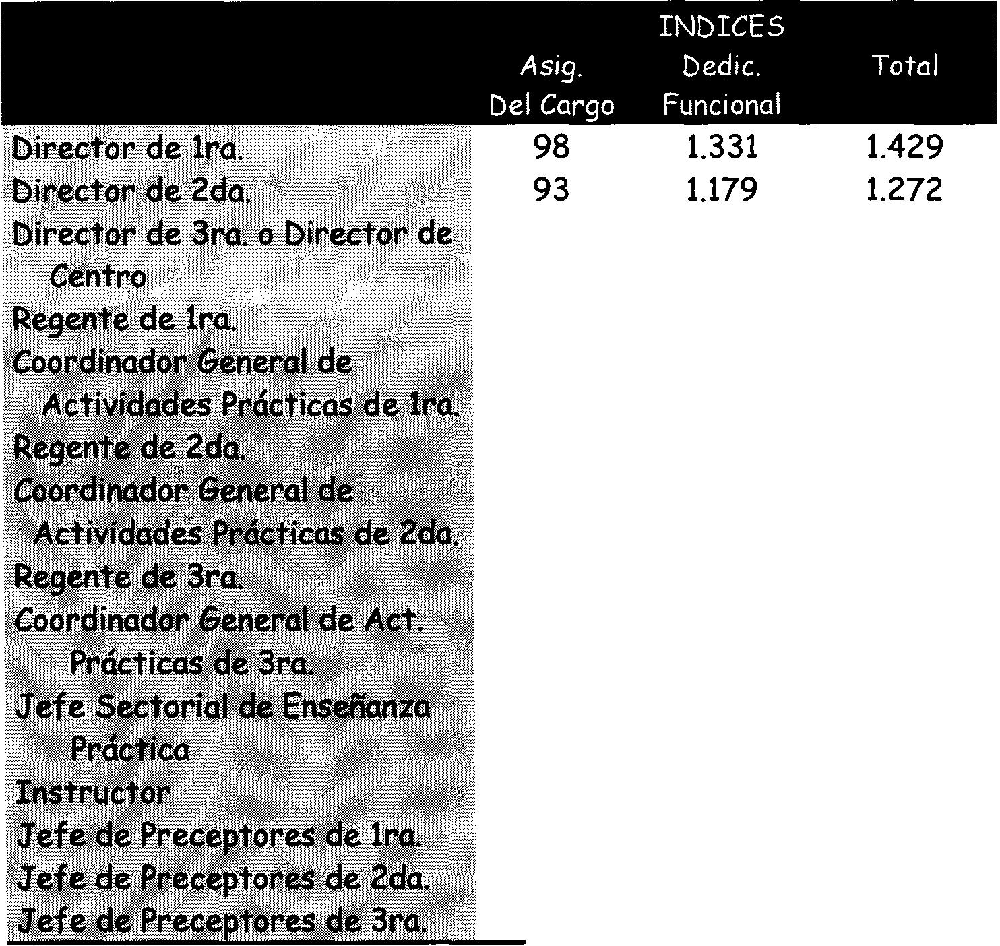 INDICES
Asig. Dedic. Total
Del Cargo Funcional
Director de 1ra. 98 1.331 1.429
Director de 2da. 93 1.179 1.272
Director de 3ra. o Director de
Centro
Regente de 1ra.
Coordinador General de
Actividades Prácticas de 1ra.
Regente de 2da.
Coordinador General de
Actividades Prácticas de 2da.
Regente de 3ra.
Coordinador General de Act.
Prácticas de 3ra.
Jefe Sectorial de Enseñanza
Práctica
Instructor
Jefe de Preceptores de 1ra.
Jefe de Preceptores de 2da.
Jefe de Preceptores de 3ra.